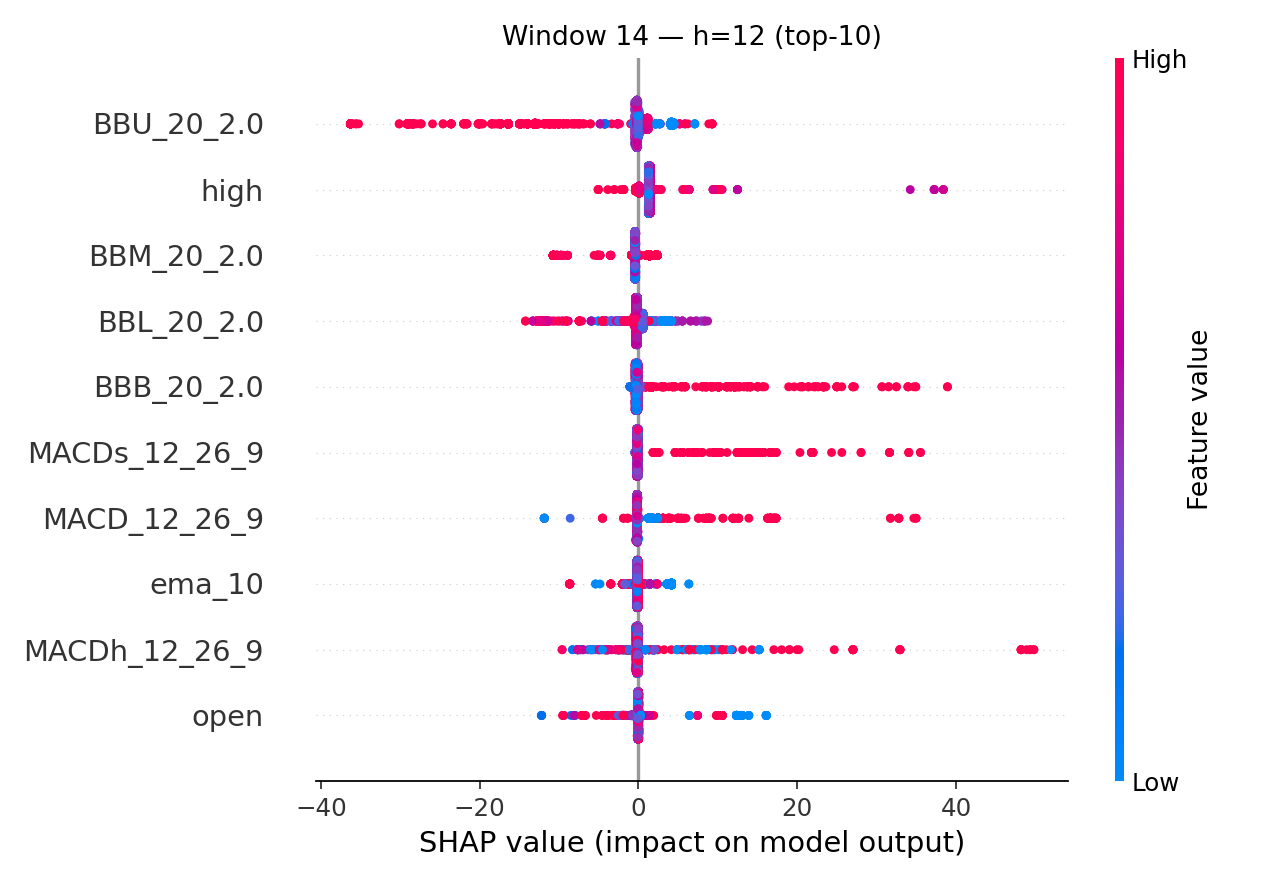 Window 14 — h=12 (top-10)
High
BBU_20_2.0
high
BBM_20_2.0
BBL_20_2.0
BBB_20_2.0
MACDs_12_26_9
MACD_12_26_9
ema_10
MACDh_12_26_9
open
Feature value
Low
−40
−20
0
20
40
SHAP value (impact on model output)